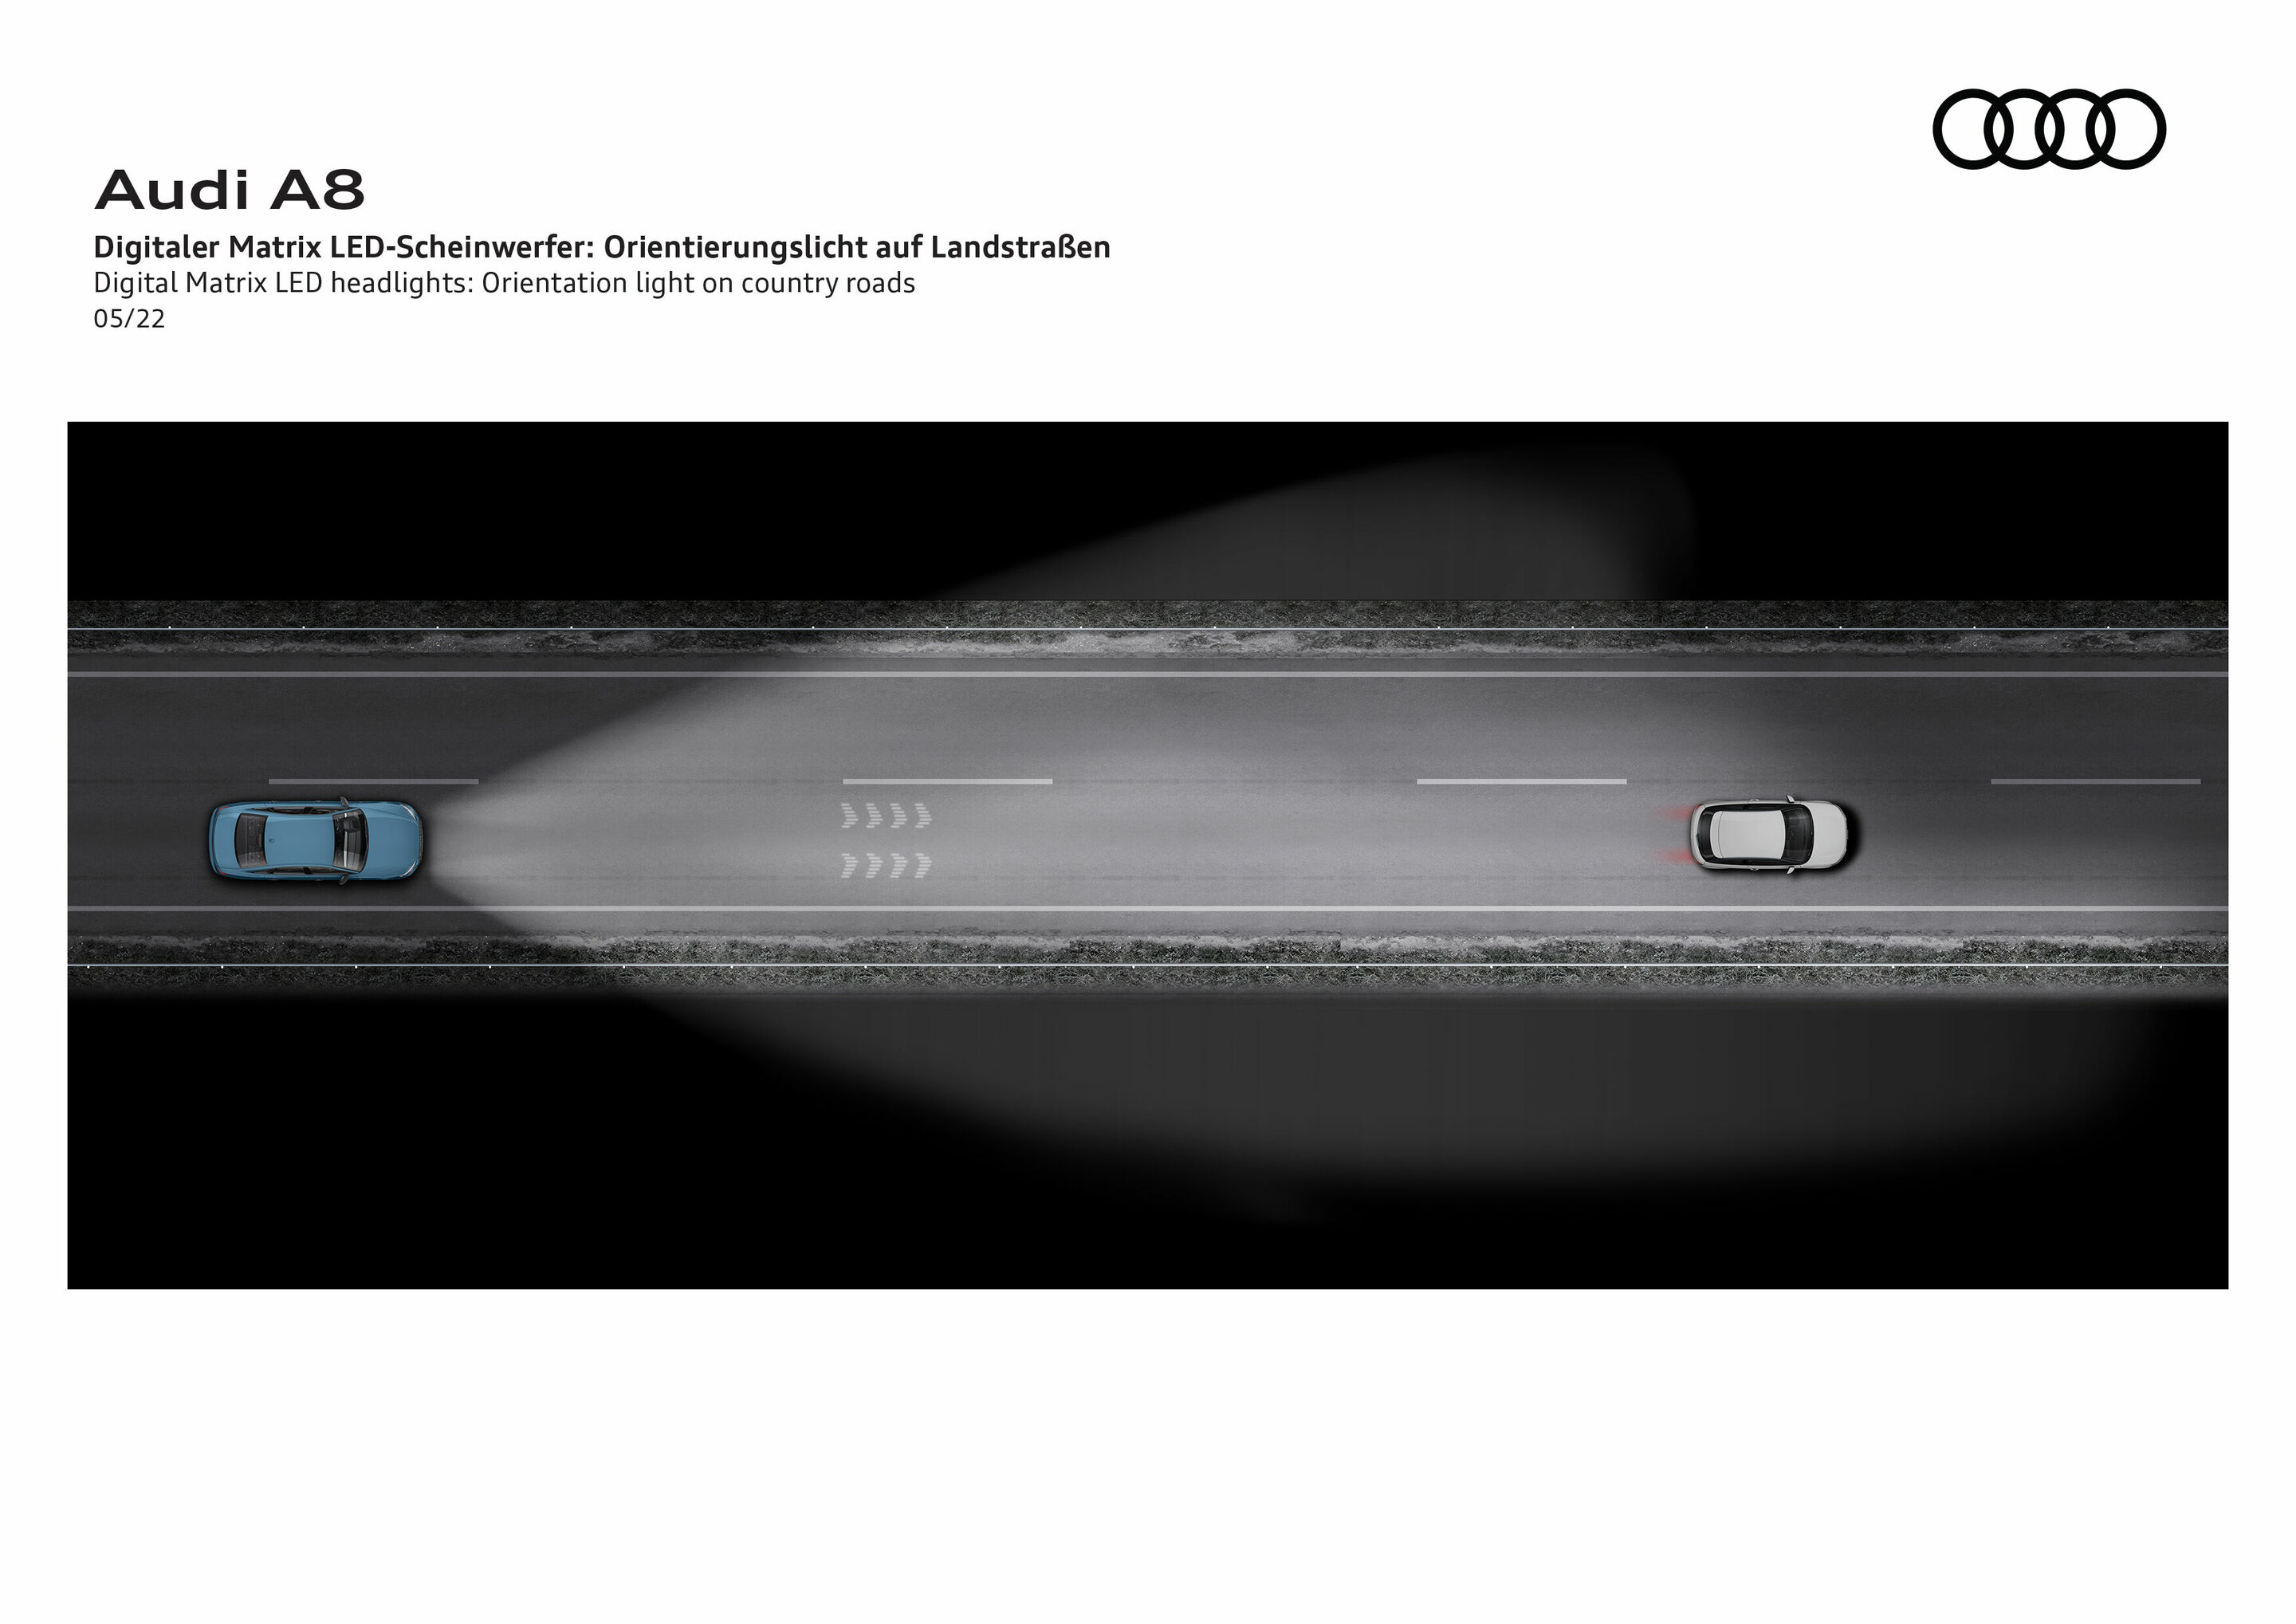 Audi A8
Digitaler Matrix LED-Scheinwerfer: Orientierungslicht auf Landstraßen
Digital Matrix LED headlights: Orientation light on country roads
05/22